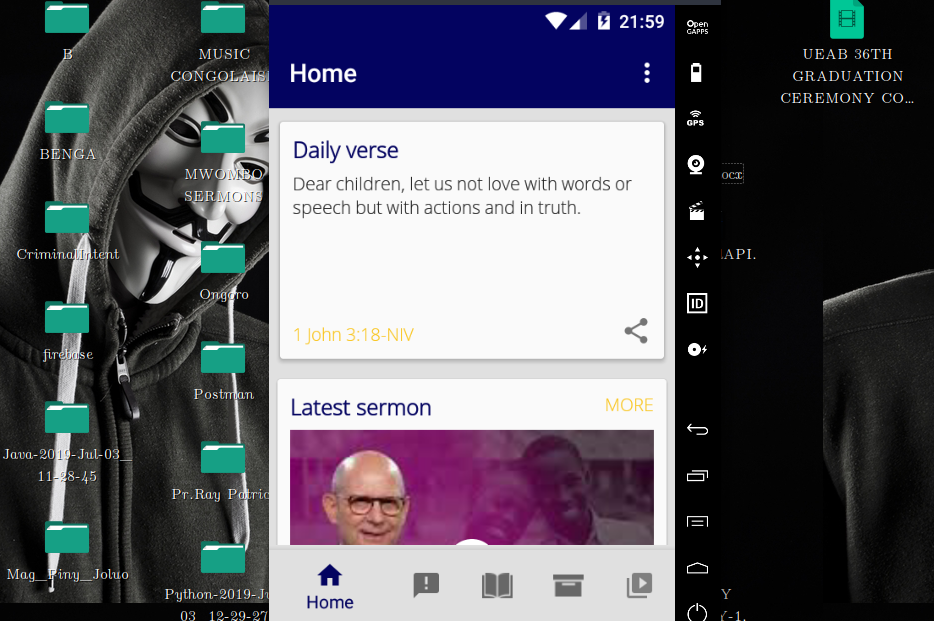 B
BENGA
CriminalIntent
firebase
Java-2019-Jul-03_
11-28-45
Mag_Finy_Joluo
MUSIC
CONGOLAIS
MWOMBO
SERMONS
Ongoro
Postman
Pr.Ray Patric
Python-2019-Ju
03_12-29-27
21:59
Home
Daily verse
Dear children, let us not love with words or
speech but with actions and in truth.
1 John 3:18-NIV
Latest sermon
MORE
Home
Open
GAPPS
GPS
ID
ocx
API.
Y
Y-1.
UEAB 36TH
GRADUATION
CEREMONY CO...